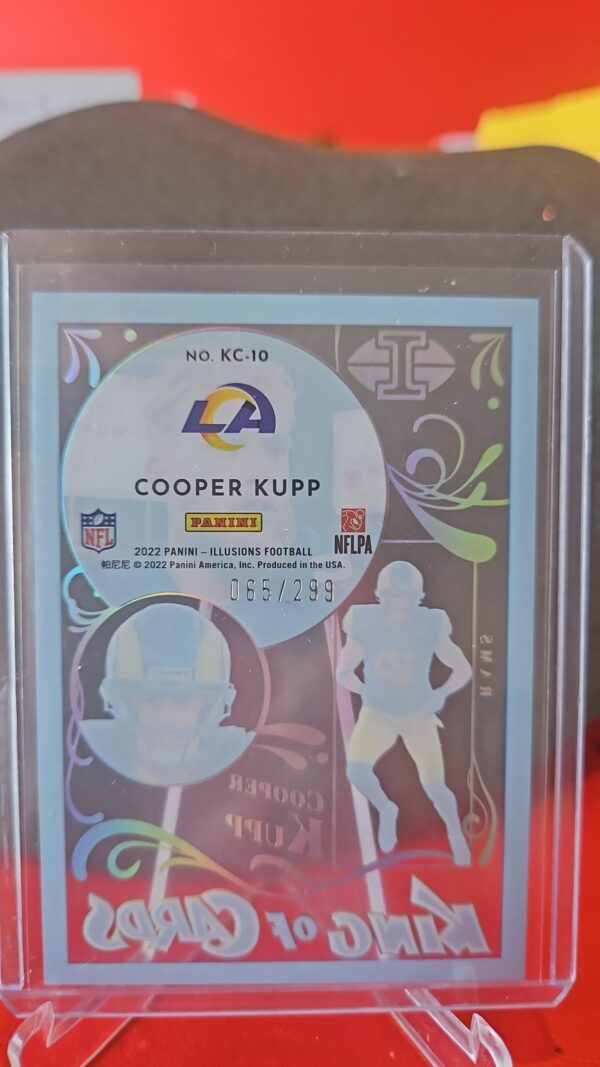 NO. KC-10
LA
COOPER KUPP
PANINI
NFL
NFLPA
2022 PANINI – ILLUSIONS FOOTBALL
帕尼尼 © 2022 Panini America, Inc. Produced in the USA.
065/299
I
RAMS
COOPER
KUPP
KING OF CARDS